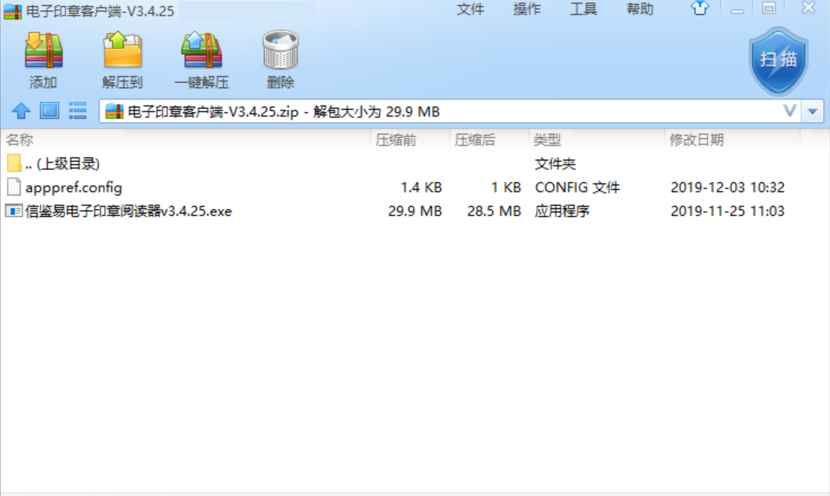 电子印章客户端-V3.4.25 文件 操作 工具 帮助
添加 解压到 一键解压 删除 扫描
电子印章客户端-V3.4.25.zip - 解包大小为 29.9 MB
名称 压缩前 压缩后 类型 修改日期
.. (上级目录) 文件夹
apppref.config 1.4 KB 1 KB CONFIG 文件 2019-12-03 10:32
信鉴易电子印章阅读器v3.4.25.exe 29.9 MB 28.5 MB 应用程序 2019-11-25 11:03